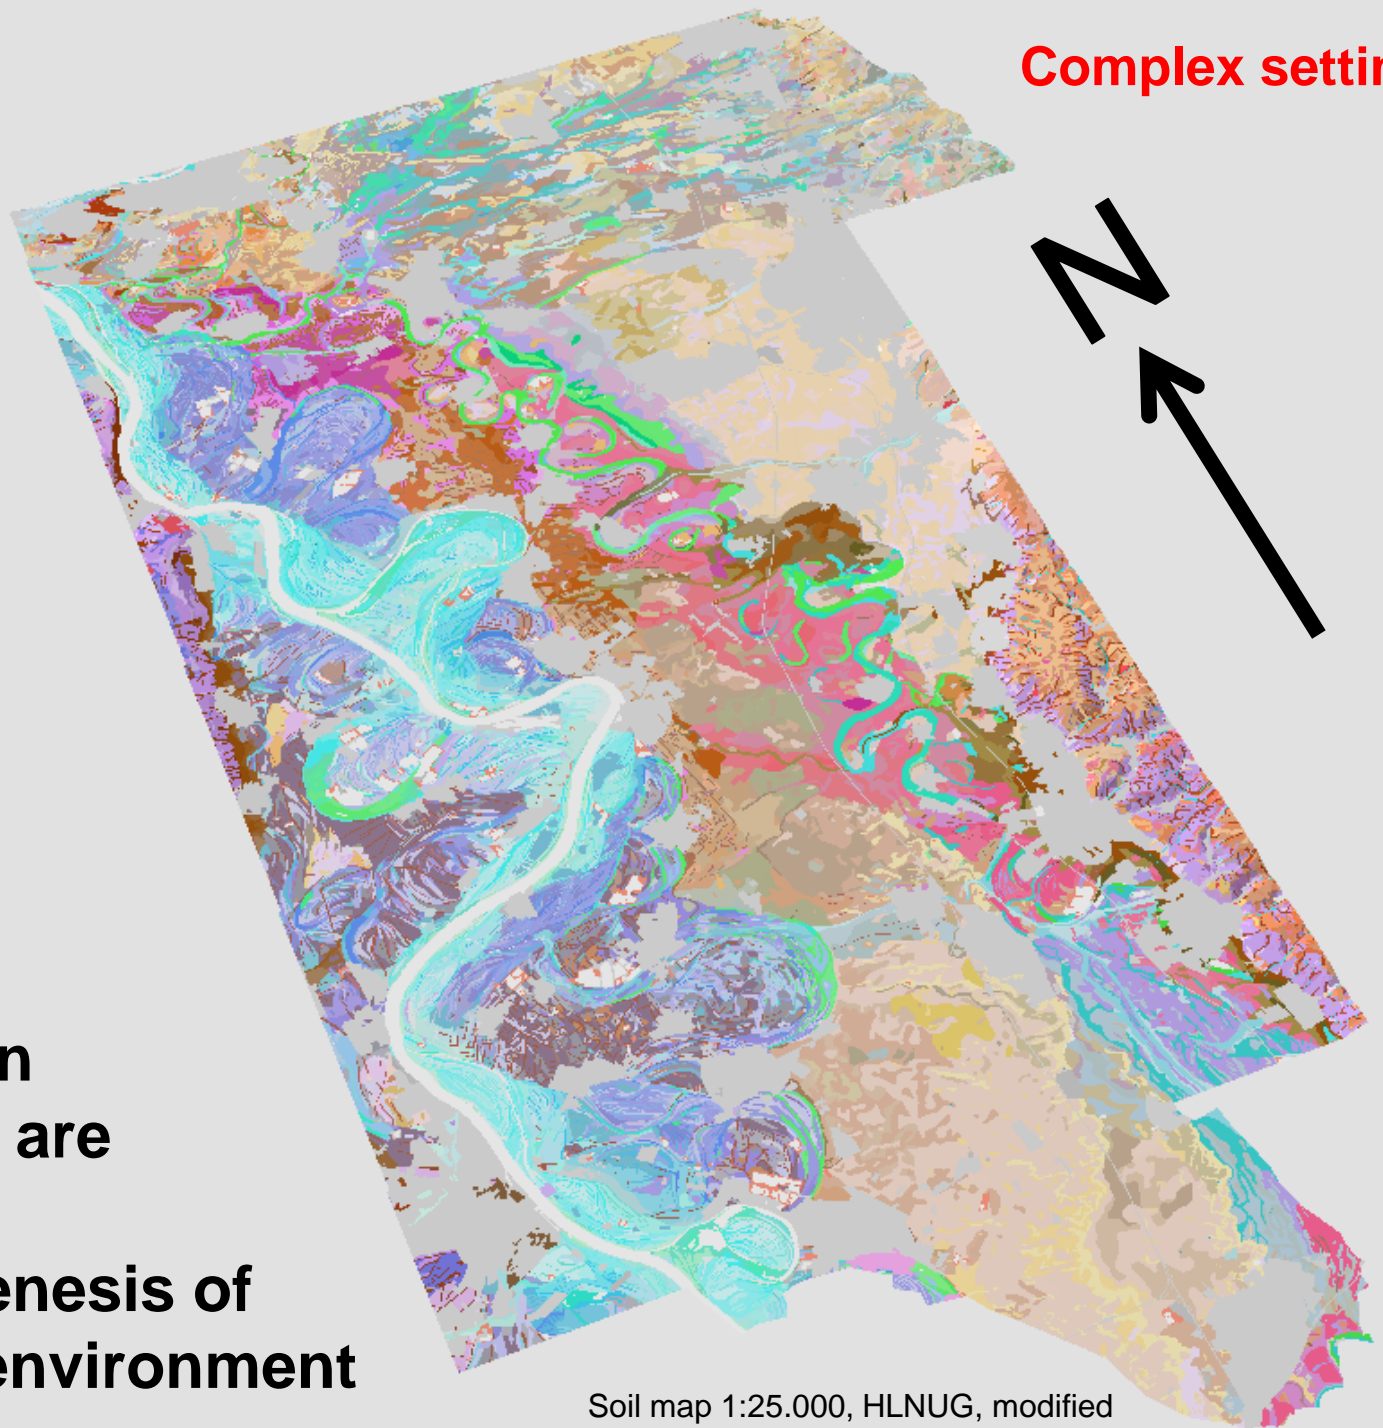 Complex settin
N
n
are
enesis of
environment
Soil map 1:25.000, HLNUG, modified